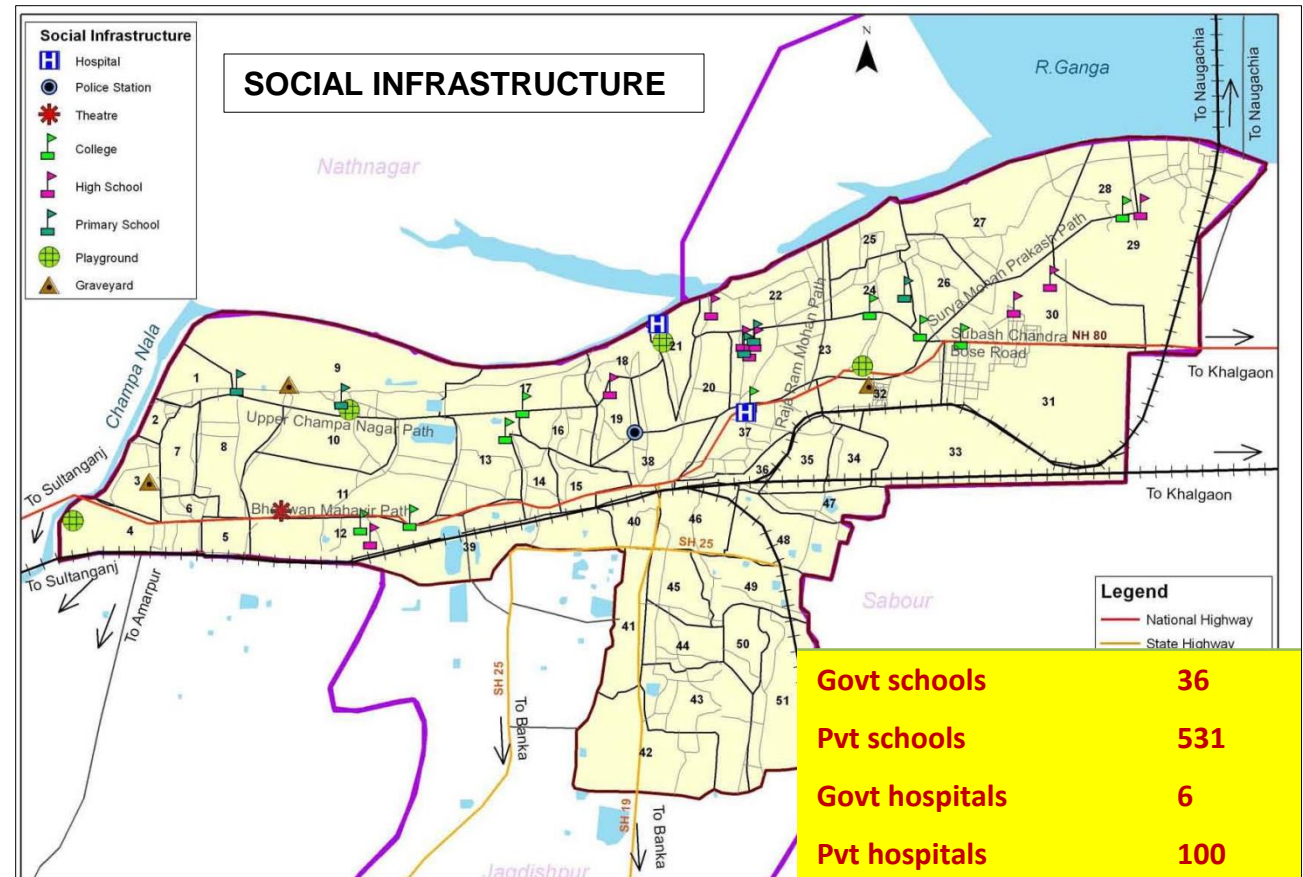 Social Infrastructure
Hospital
Police Station
Theatre
College
High School
Primary School
Playground
Graveyard
SOCIAL INFRASTRUCTURE
N
R.Ganga
To Naugachia
To Naugachia
Nathnagar
Champa Nala
28
27
29
25
24
26
22
Surya Mohan Prakash Path
30
Raja Ram Mohan Path
21
23
Subash Chandra
Bose Road
NH 80
To Khalgaon
18
9
1
17
20
19
16
32
31
2
Upper Champa Nagar Path
10
7
8
13
37
38
36
35
34
33
To Khalgaon
3
14
15
11
6
Bhagwan Mahavir Path
To Sultanganj
4
5
12
39
40
46
47
48
SH 25
To Sultanganj
To Amarpur
45
49
Sabour
41
44
50
43
51
42
SH 25
To Banka
SH 19
To Banka
Jagdishpur
Legend
National Highway
State Highway
Govt schools 36
Pvt schools 531
Govt hospitals 6
Pvt hospitals 100